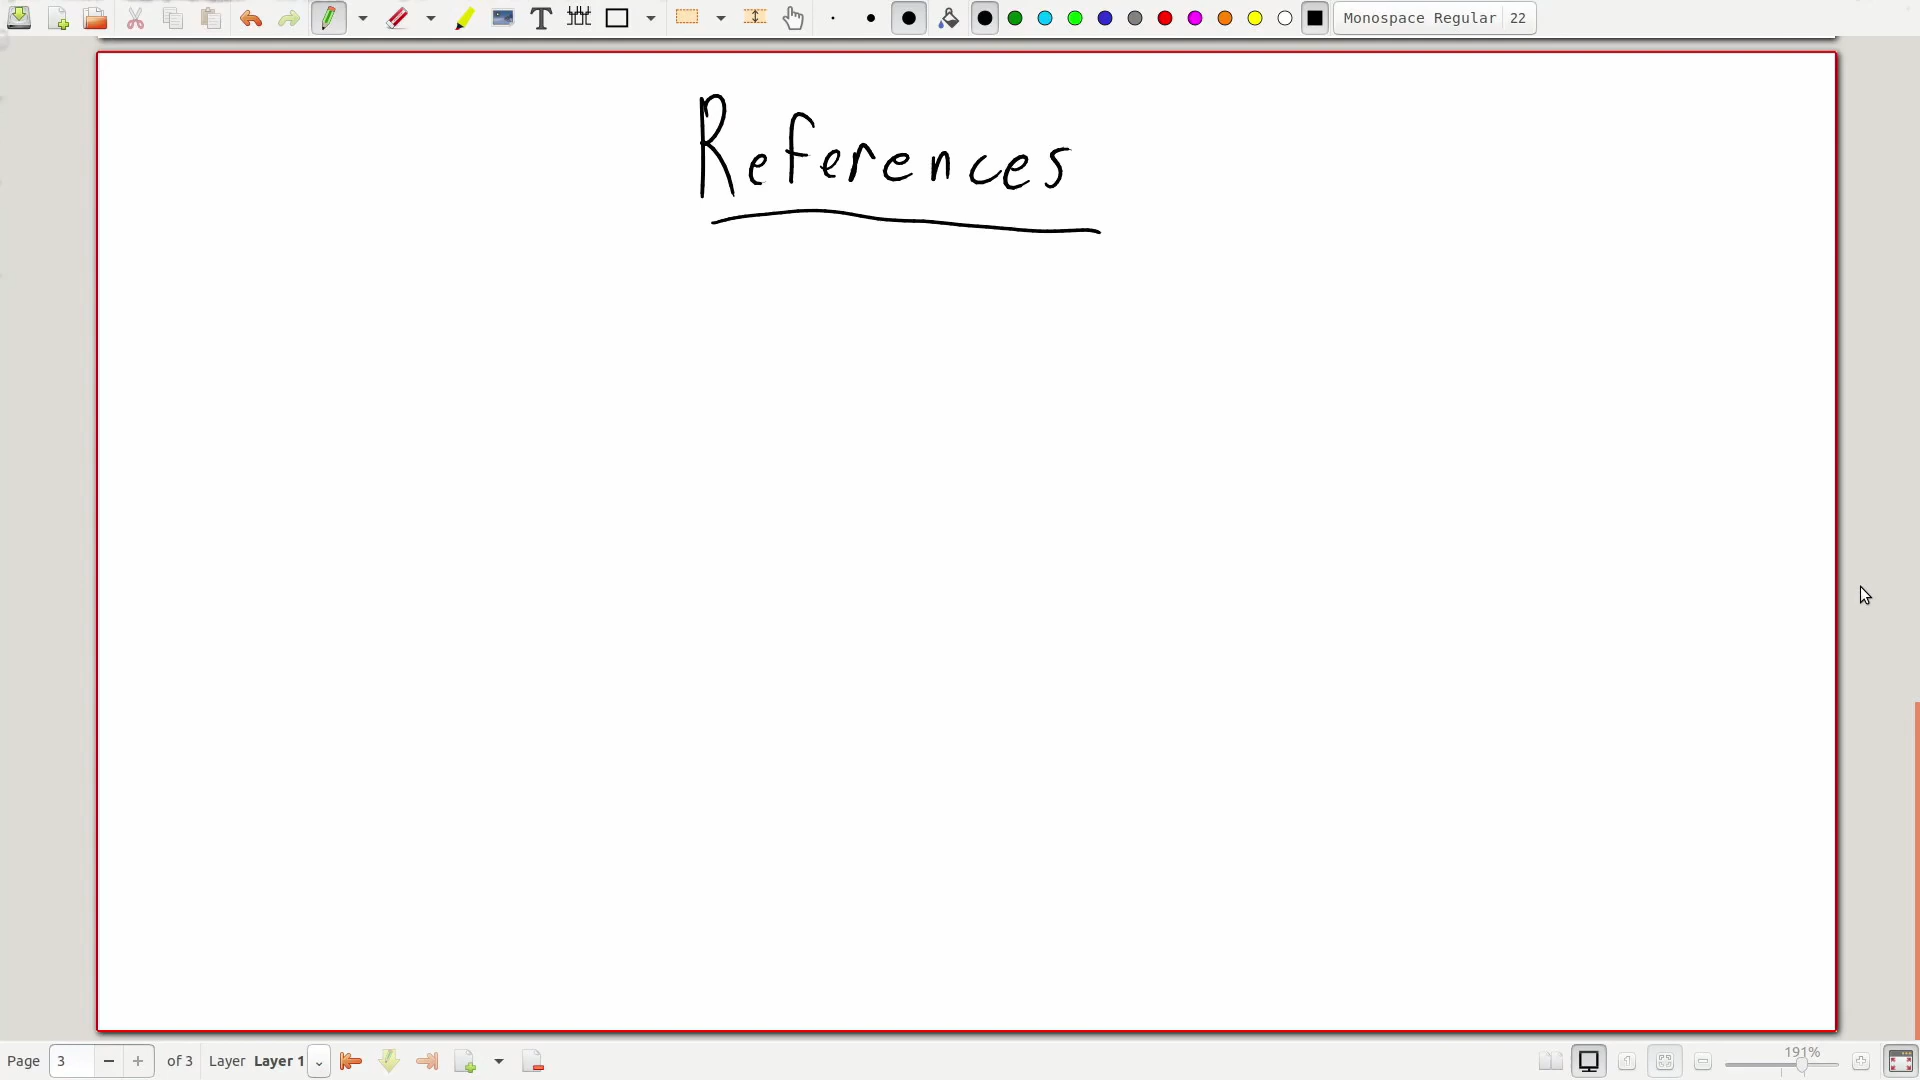 Monospace Regular 22
References
Page 3 of 3 Layer Layer 1 191%